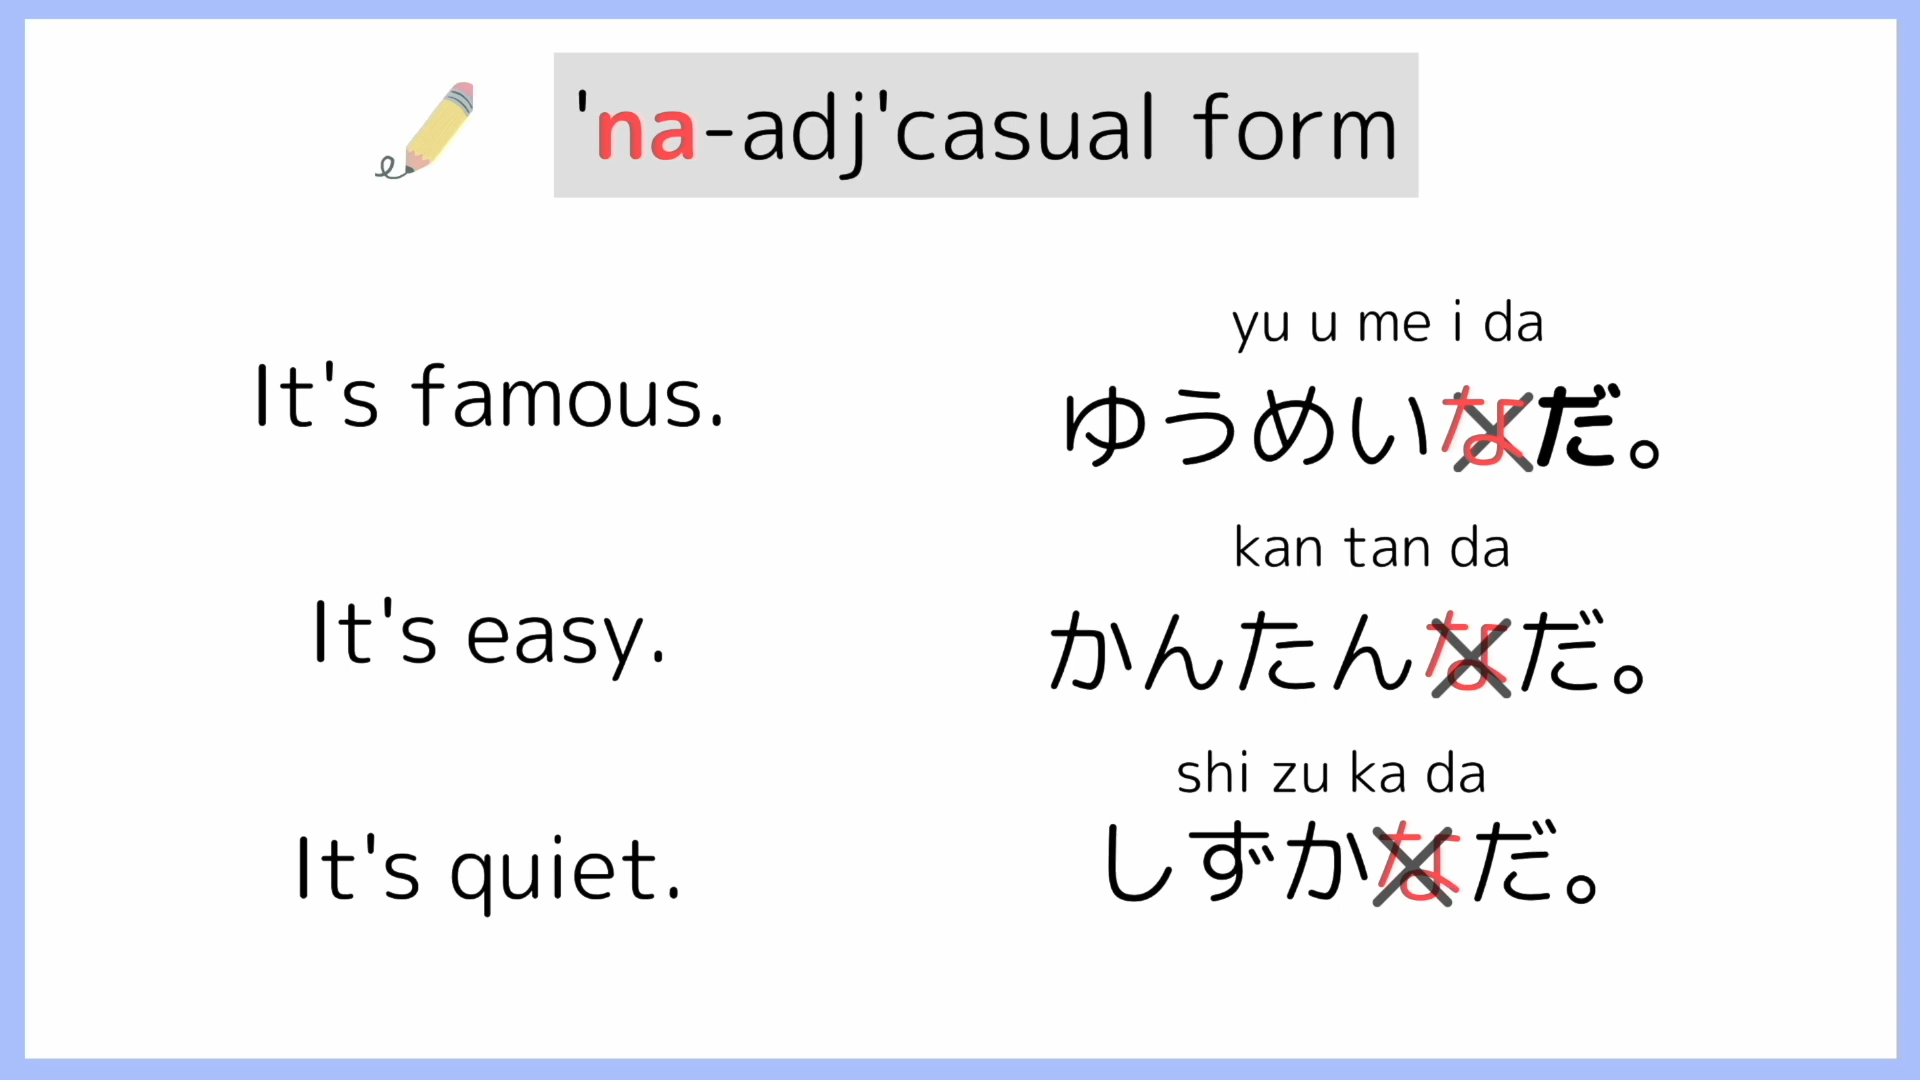 'na-adj'casual form
It's famous.
yu u me i da
ゆうめいなだ。
It's easy.
kan tan da
かんたんなだ。
It's quiet.
shi zu ka da
しずかなだ。